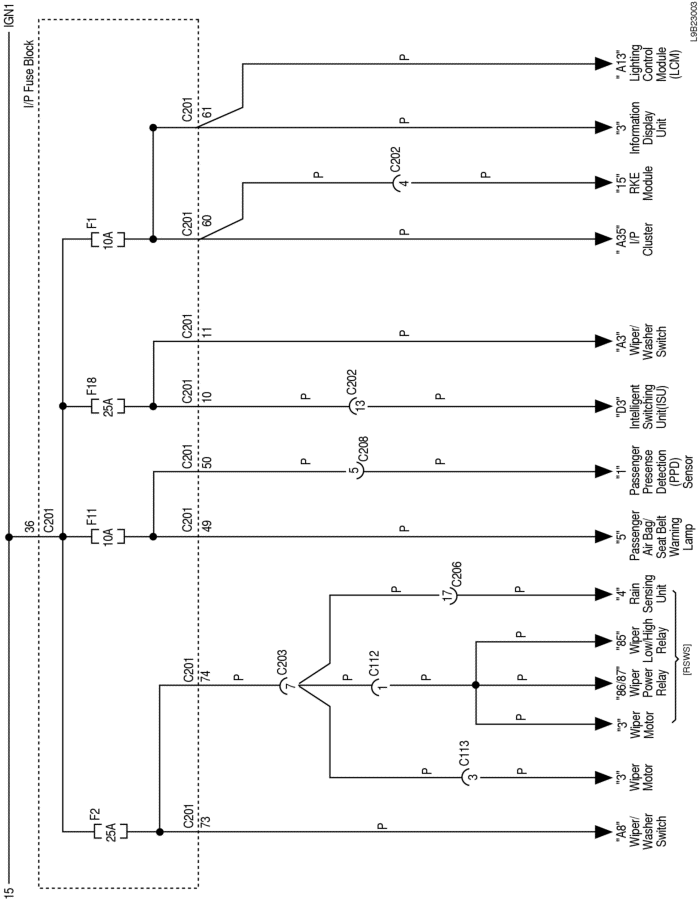 15
IGN1
36
C201
I/P Fuse Block
F2
25A
F11
10A
F18
25A
F1
10A
C201
73
C201
74
C201
49
C201
50
C201
10
C201
11
C201
60
C201
61
P
P
P
P
P
P
P
P
P
P
7
C203
5
C208
13
C202
4
C202
P
P
P
P
P
P
3
C113
1
C112
17
C206
P
P
P
P
P
P
"A8"
Wiper/
Washer
Switch
"3"
Wiper
Motor
"3"
Wiper
Motor
"86/87"
Wiper
Power
Relay
"85"
Wiper
Low/High
Relay
"4"
Rain
Sensing
Unit
[RSWS]
"5"
Passenger
Air Bag/
Seat Belt
Warning
Lamp
"1"
Passenger
Presense
Detection
(PPD)
Sensor
"D3"
Intelligent
Switching
Unit(ISU)
"A3"
Wiper/
Washer
Switch
"A35"
I/P
Cluster
"15"
RKE
Module
"3"
Information
Display
Unit
" A13"
Lighting
Control
Module
(LCM)
L9B23003